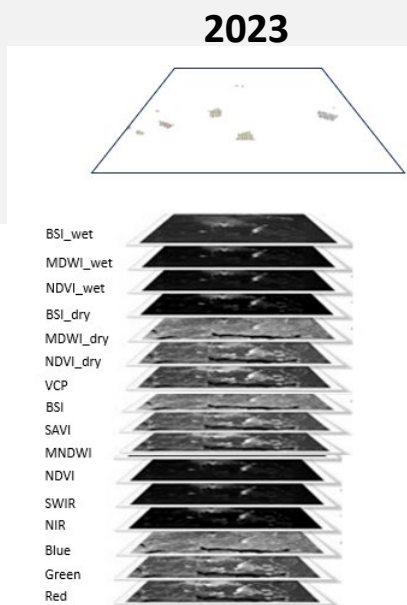 2023
BSI_wet
MDWI_wet
NDVI_wet
BSI_dry
MDWI_dry
NDVI_dry
VCP
BSI
SAVI
MNDWI
NDVI
SWIR
NIR
Blue
Green
Red